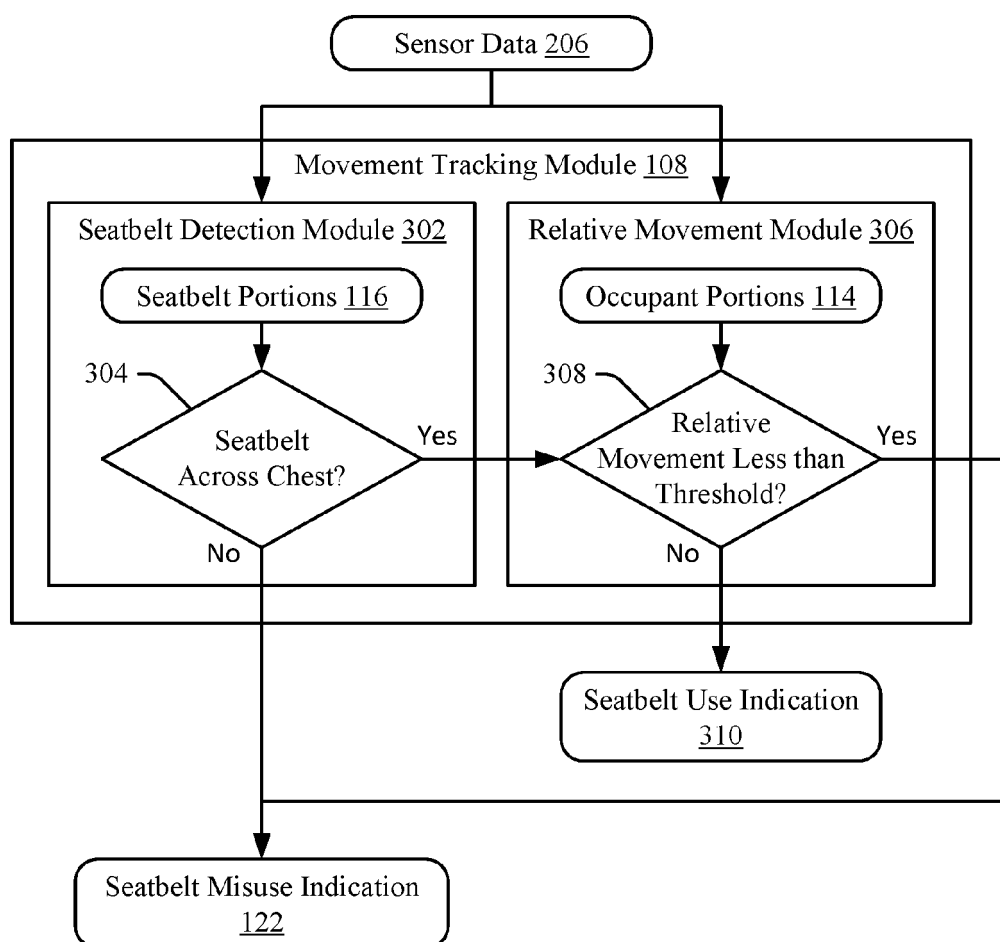 Sensor Data 206
Movement Tracking Module 108
Seatbelt Detection Module 302
Seatbelt Portions 116
304
Seatbelt
Across Chest?
Yes
No
Relative Movement Module 306
Occupant Portions 114
308
Relative
Movement Less than
Threshold?
Yes
No
Seatbelt Use Indication
310
Seatbelt Misuse Indication
122